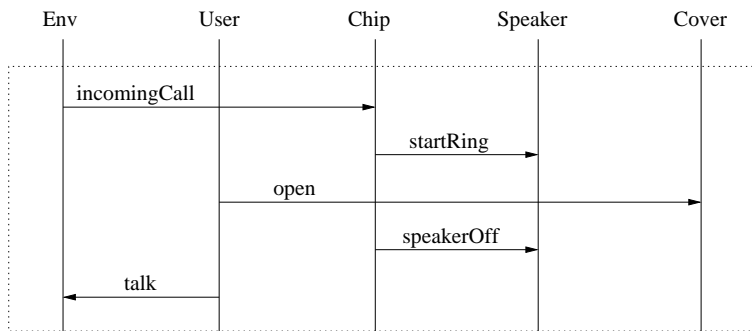 Env User Chip Speaker Cover
incomingCall
startRing
open
speakerOff
talk